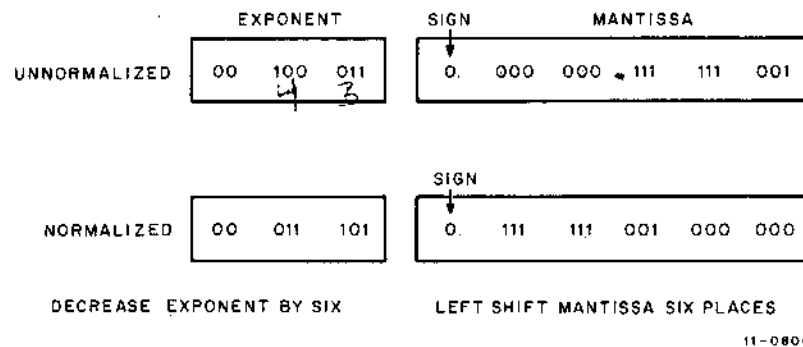 EXPONENT SIGN MANTISSA
UNNORMALIZED 00 100 011 0. 000 000 111 111 001
4 3
SIGN
NORMALIZED 00 011 101 0. 111 111 001 000 000
DECREASE EXPONENT BY SIX LEFT SHIFT MANTISSA SIX PLACES